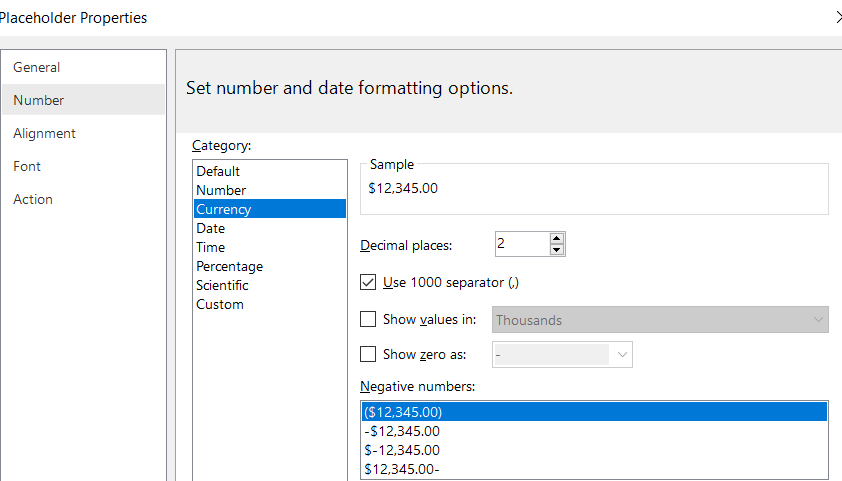 Placeholder Properties
General
Number
Alignment
Font
Action
Set number and date formatting options.
Category:
Default
Number
Currency
Date
Time
Percentage
Scientific
Custom
Sample
$12,345.00
Decimal places:
2
Use 1000 separator (,)
Show values in:
Thousands
Show zero as:
-
Negative numbers:
($12,345.00)
-$12,345.00
$-12,345.00
$12,345.00-